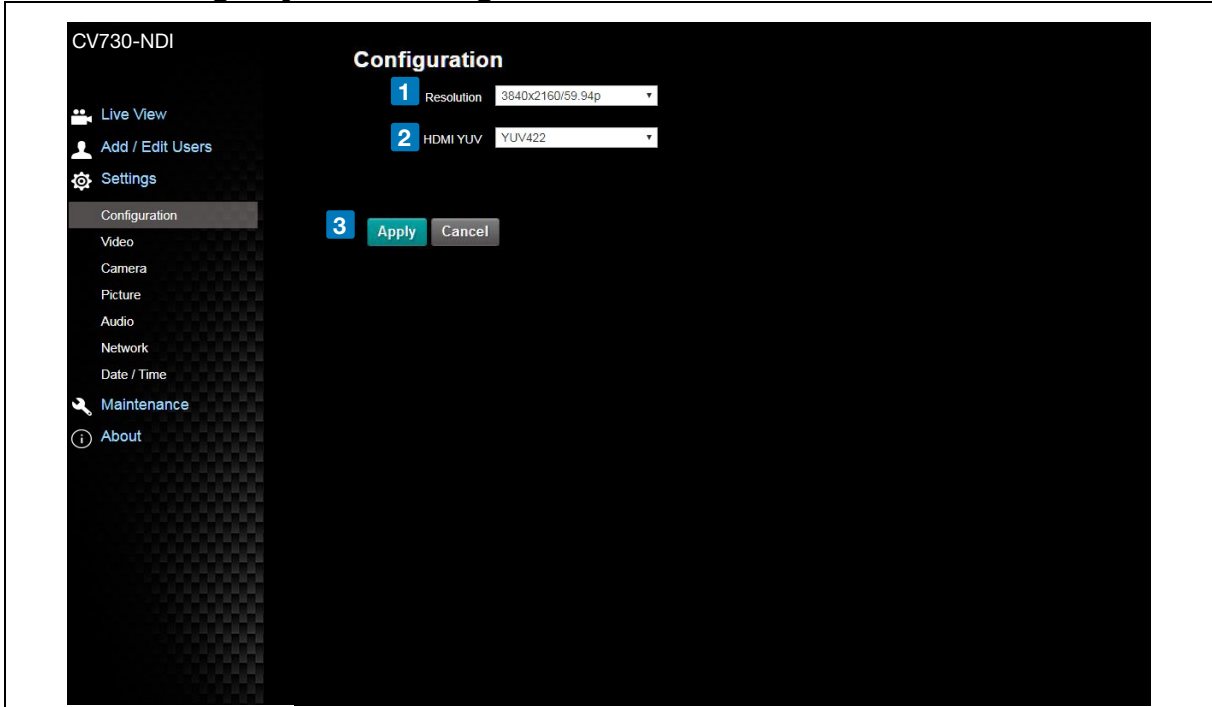 CV730-NDI
Live View
Add / Edit Users
Settings
Configuration
Video
Camera
Picture
Audio
Network
Date / Time
Maintenance
About
Configuration
1 Resolution 3840x2160/59.94p
2 HDMI YUV YUV422
3 Apply Cancel